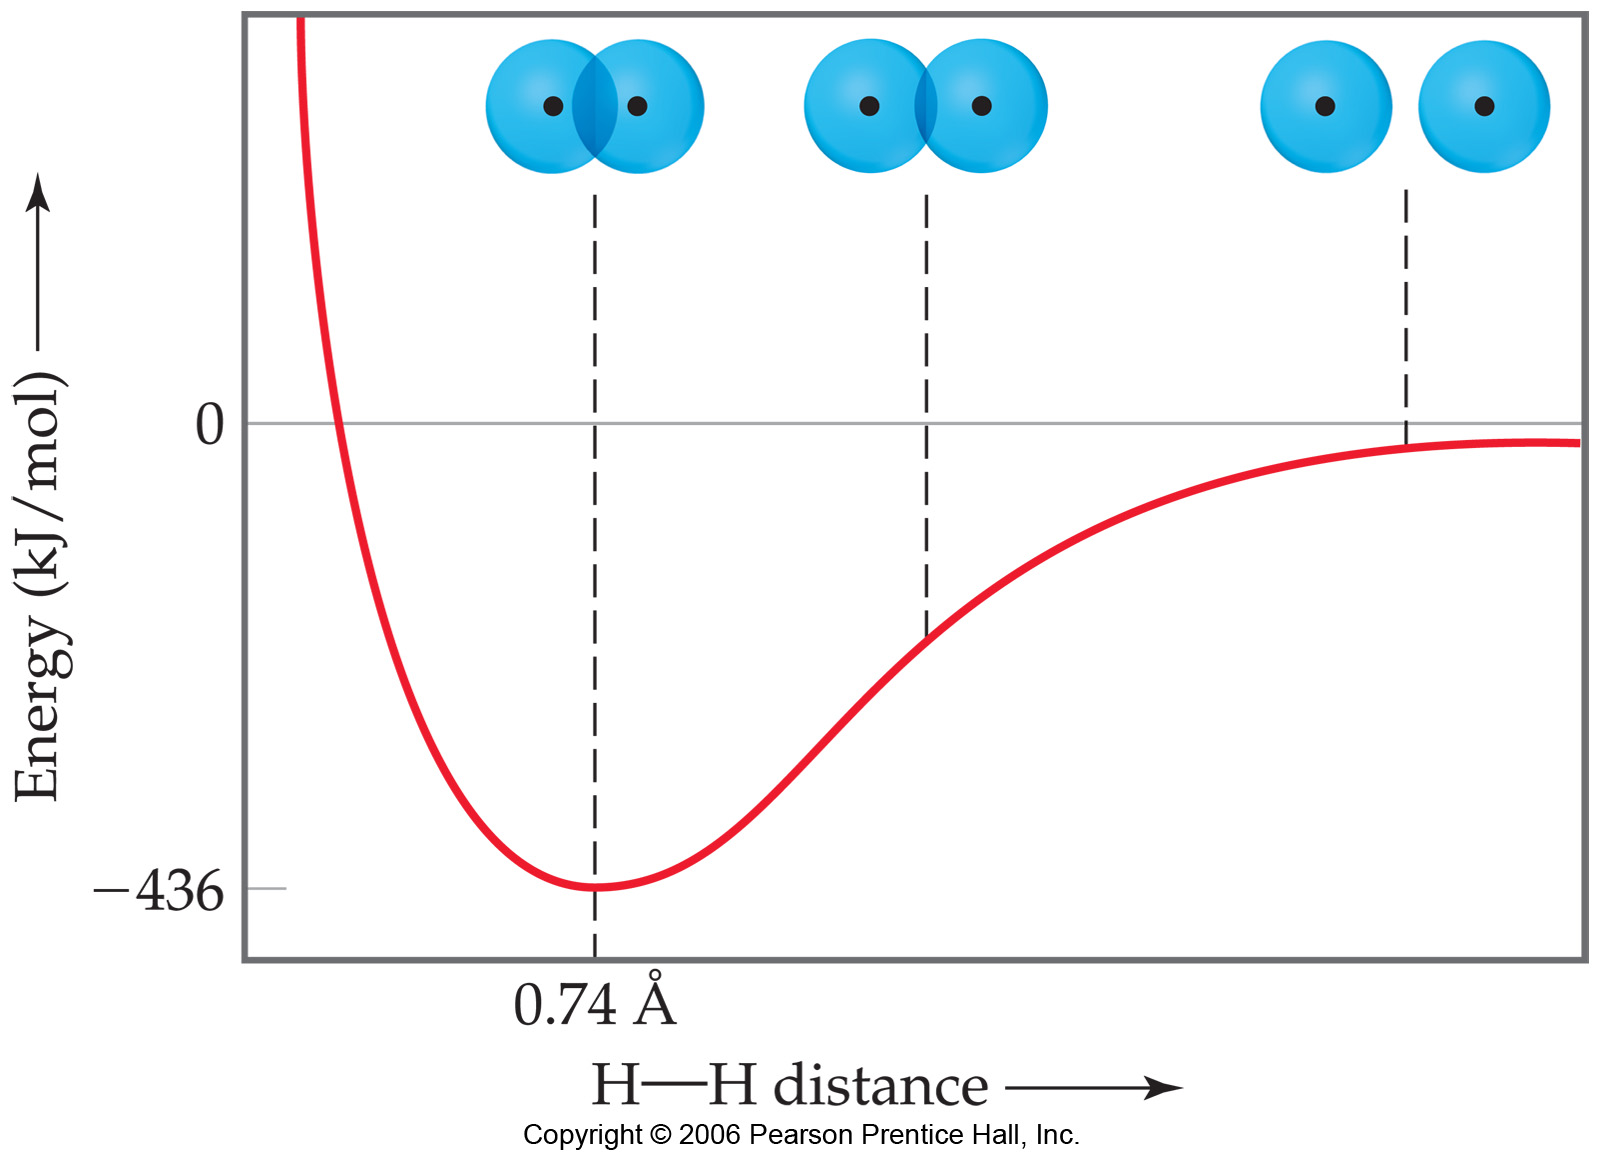 Energy (kJ/mol)
0
−436
0.74 Å
H—H distance
Copyright © 2006 Pearson Prentice Hall, Inc.